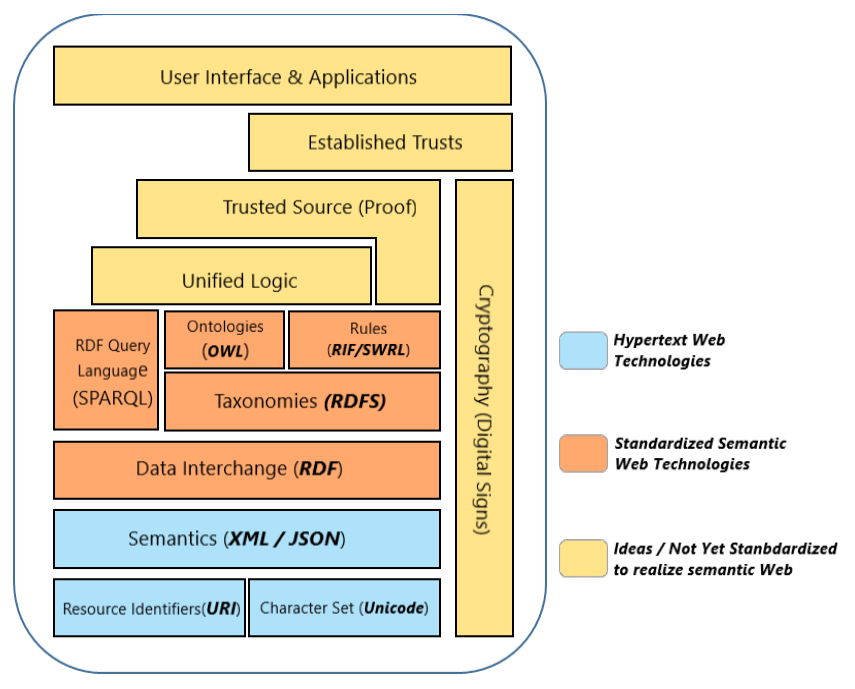 User Interface & Applications
Established Trusts
Trusted Source (Proof)
Unified Logic
Cryptography (Digital Signs)
RDF Query
Language
(SPARQL)
Ontologies
(OWL)
Rules
(RIF/SWRL)
Taxonomies (RDFS)
Data Interchange (RDF)
Semantics (XML / JSON)
Resource Identifiers(URI)
Character Set (Unicode)
Hypertext Web
Technologies
Standardized Semantic
Web Technologies
Ideas / Not Yet Stanbdardized
to realize semantic Web